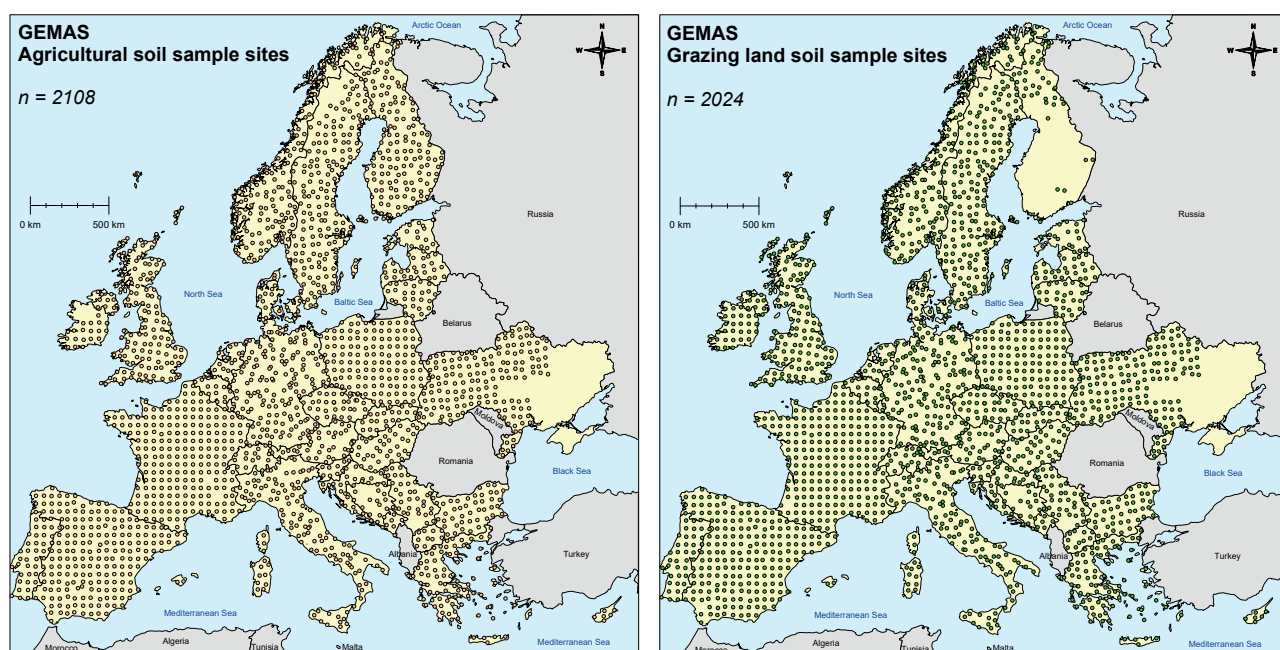 GEMAS
Agricultural soil sample sites
n = 2108
Arctic Ocean
N
W
E
S
0 km
500 km
Russia
North Sea
Baltic Sea
Belarus
Moldova
Romania
Black Sea
Albania
Turkey
Mediterranean Sea
Mediterranean Sea
Morocco
Algeria
Tunisia
Malta
GEMAS
Grazing land soil sample sites
n = 2024
Arctic Ocean
N
W
E
S
0 km
500 km
Russia
North Sea
Baltic Sea
Belarus
Moldova
Romania
Black Sea
Albania
Turkey
Mediterranean Sea
Mediterranean Sea
Morocco
Algeria
Tunisia
Malta